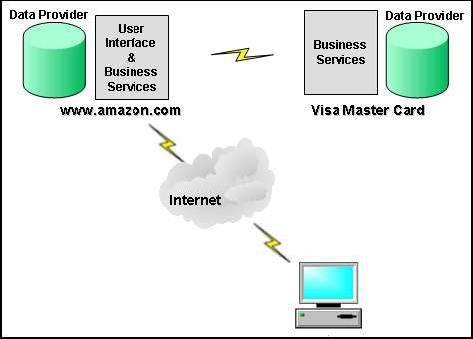 Data Provider
User
Interface
&
Business
Services
www.amazon.com
Data Provider
Business
Services
Visa Master Card
Internet